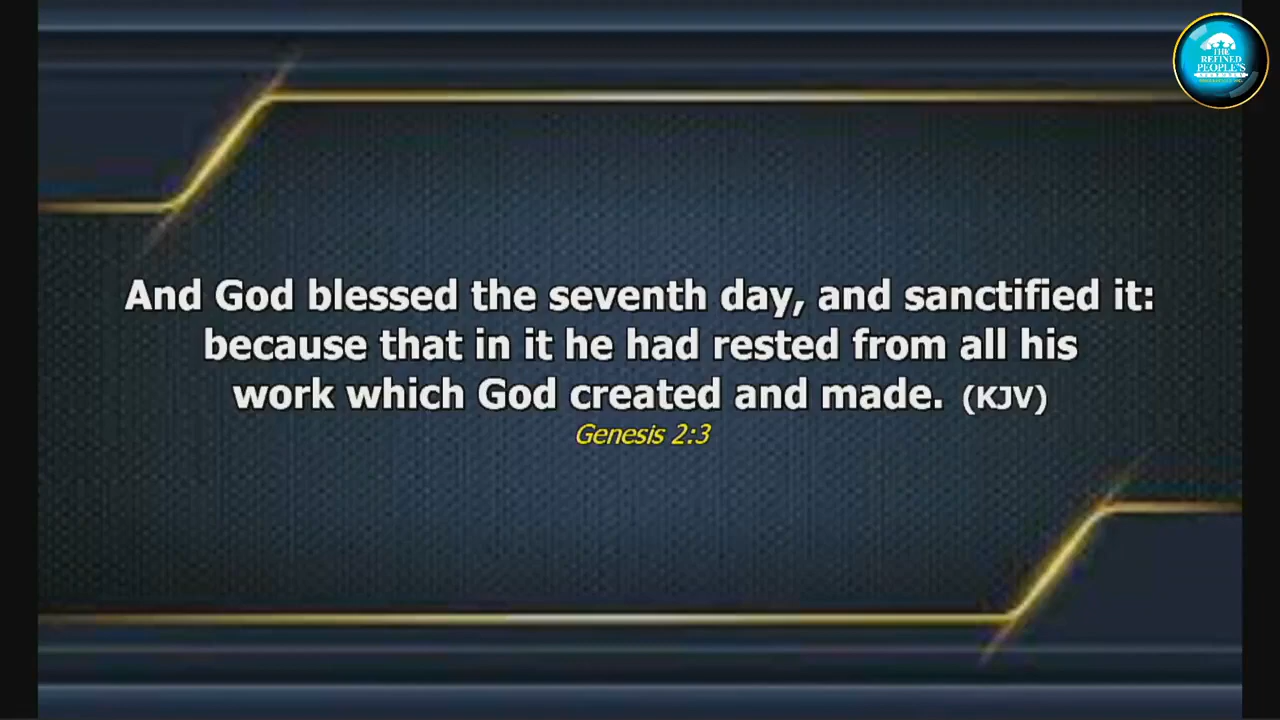 THE
REFINED
PEOPLE'S
And God blessed the seventh day, and sanctified it:
because that in it he had rested from all his
work which God created and made. (KJV)
Genesis 2:3